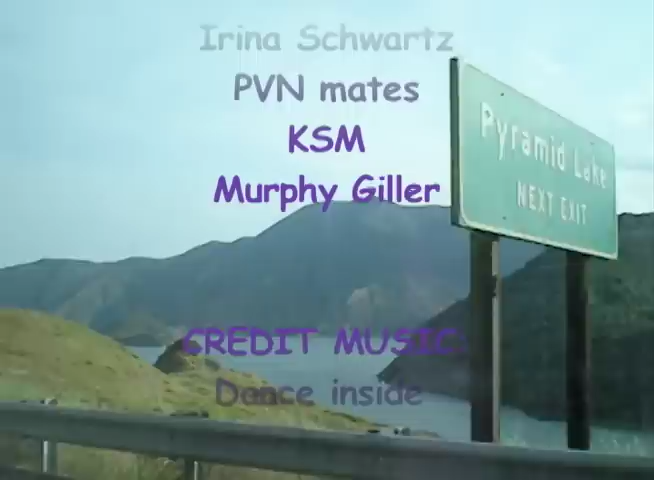 Irina Schwartz
PVN mates
KSM
Murphy Giller
Pyramid Lake
NEXT EXIT
CREDIT MUSIC:
Dance inside